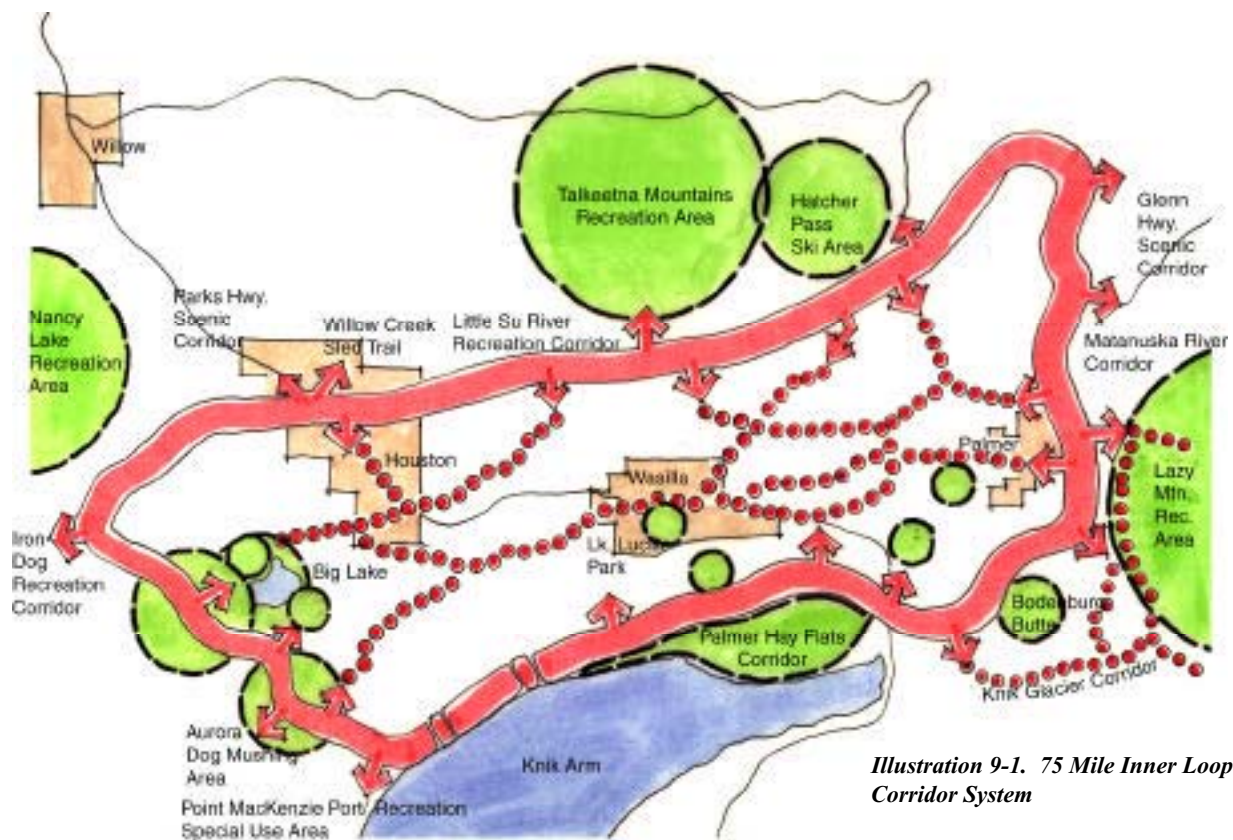 Willow
Talkeetna Mountains
Recreation Area
Hatcher
Pass
Ski Area
Glenn
Hwy.
Scenic
Corridor
Parks Hwy.
Scenic
Corridor
Willow Creek
Sled Trail
Little Su River
Recreation Corridor
Nancy
Lake
Recreation
Area
Matanuska River
Corridor
Houston
Palmer
Wasilla
Lazy
Mtn.
Rec.
Area
Iron
Dog
Recreation
Corridor
Big Lake
Lk. Lucille
Park
Bodenburg
Butte
Palmer Hay Flats
Corridor
Knik Glacier Corridor
Aurora
Dog Mushing
Area
Knik Arm
Point MacKenzie Port/ Recreation
Special Use Area
Illustration 9-1. 75 Mile Inner Loop
Corridor System